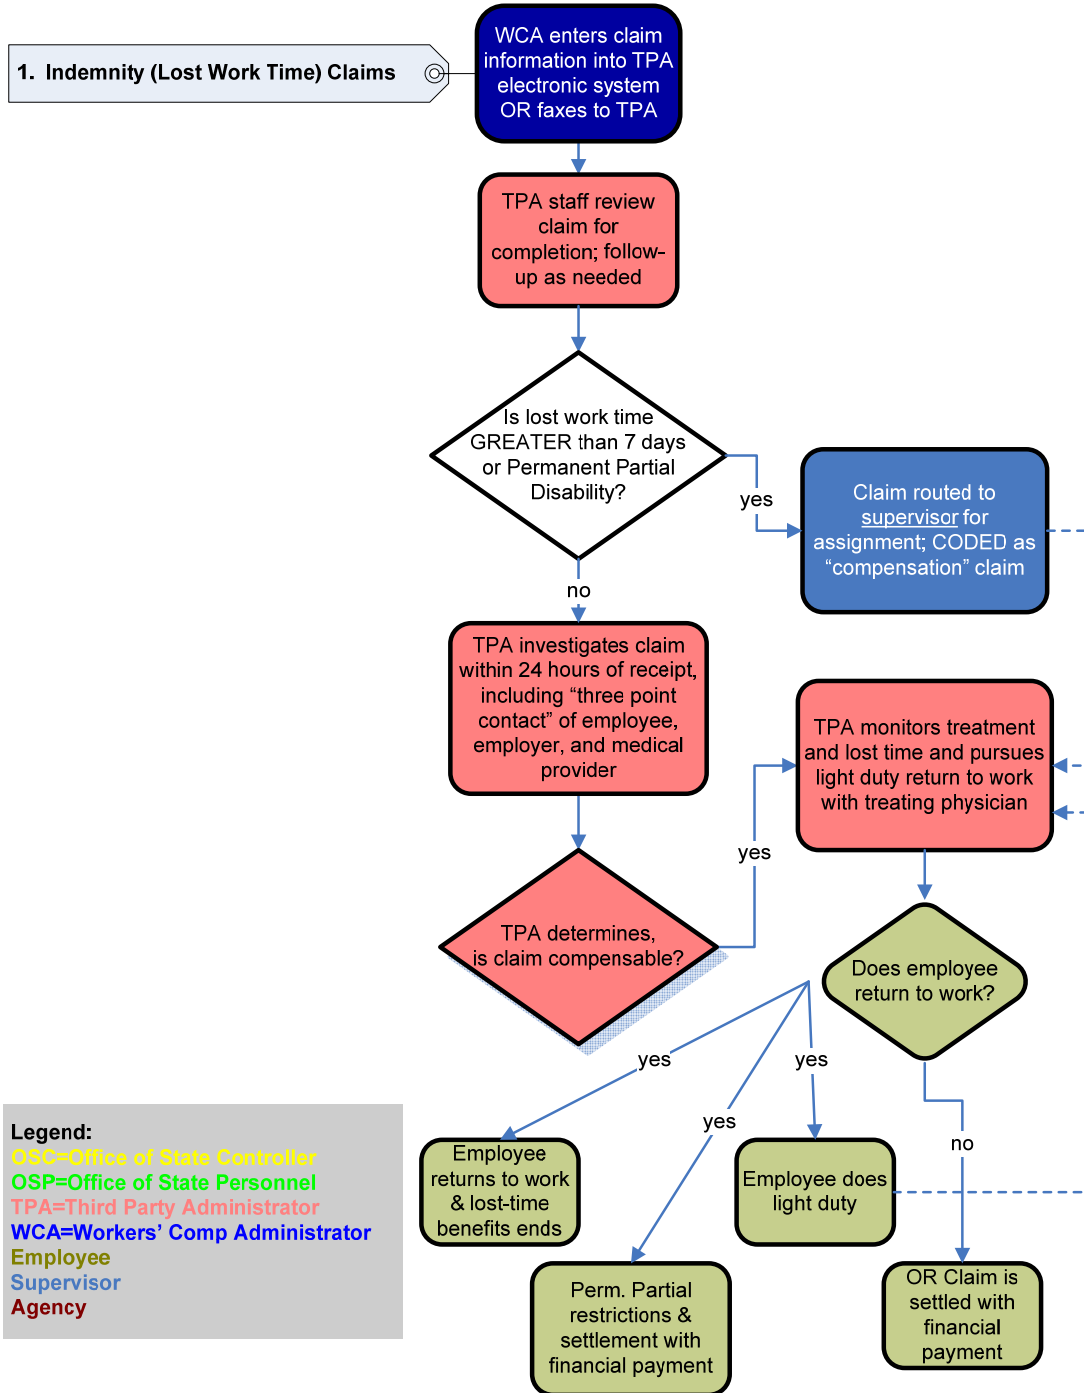 WCA enters claim
information into TPA
electronic system
OR faxes to TPA
1. Indemnity (Lost Work Time) Claims
TPA staff review
claim for
completion; follow-
up as needed
Is lost work time
GREATER than 7 days
or Permanent Partial
Disability?
yes
Claim routed to
supervisor for
assignment; CODED as
“compensation” claim
no
TPA investigates claim
within 24 hours of receipt,
including “three point
contact” of employee,
employer, and medical
provider
TPA monitors treatment
and lost time and pursues
light duty return to work
with treating physician
yes
TPA determines,
is claim compensable?
Does employee
return to work?
yes
yes
yes
no
Legend:
OSC=Office of State Controller
OSP=Office of State Personnel
TPA=Third Party Administrator
WCA=Workers’ Comp Administrator
Employee
Supervisor
Agency
Employee
returns to work
& lost-time
benefits ends
Employee does
light duty
Perm. Partial
restrictions &
settlement with
financial payment
OR Claim is
settled with
financial
payment